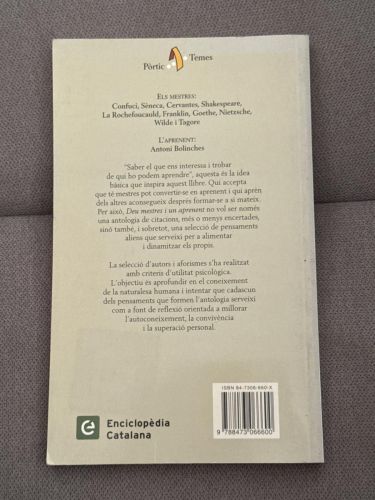 Pòrtic Temes
ELS MESTRES:
Confuci, Sèneca, Cervantes, Shakespeare,
La Rochefoucauld, Franklin, Goethe, Nietzsche,
Wilde i Tagore
L'APRENENT:
Antoni Bolinches
"Saber el que ens interessa i trobar
de qui ho podem aprendre", aquesta és la idea
bàsica que inspira aquest llibre. Qui accepta
que té mestres pot convertir-se en aprenent i qui aprèn
dels altres aconsegueix després formar-se a si mateix.
Per això, Deu mestres i un aprenent no vol ser només
una antologia de citacions, més o menys encertades,
sinó també, i sobretot, una selecció de pensaments
aliens que serveixi per a alimentar
i dinamitzar els propis.
La selecció d'autors i aforismes s'ha realitzat
amb criteris d'utilitat psicològica.
L'objectiu és aprofundir en el coneixement
de la naturalesa humana i intentar que cadascun
dels pensaments que formen l'antologia serveixi
com a font de reflexió orientada a millorar
l'autoconeixement, la convivència
i la superació personal.
ISBN 84-7306-660-X
9 788473 066600
Enciclopèdia
Catalana